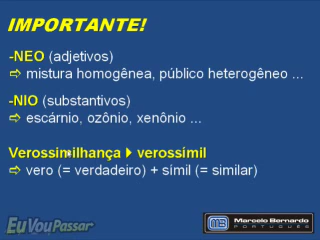 IMPORTANTE!
-NEO (adjetivos)
⇨ mistura homogênea, público heterogêneo ...
-NIO (substantivos)
⇨ escárnio, ozônio, xenônio ...
Verossimilhança ▶ verossímil
⇨ vero (= verdadeiro) + símil (= similar)
EuVouPassar
Marcelo Bernardo
PORTUGUÊS